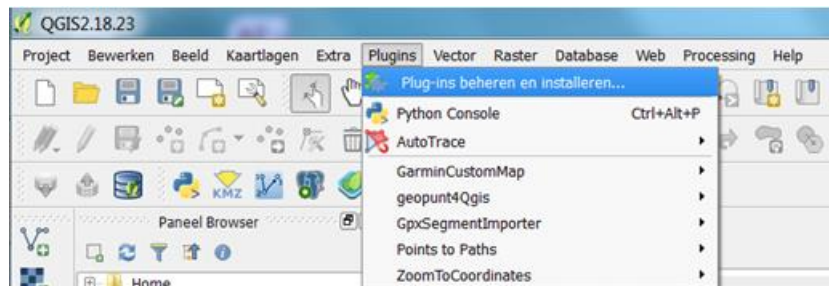 QGIS2.18.23
Project Bewerken Beeld Kaartlagen Extra Plugins Vector Raster Database Web Processing Help
Plug-ins beheren en installeren...
Python Console Ctrl+Alt+P
AutoTrace
KMZ
GarminCustomMap
geopunt4Qgis
Paneel Browser
GpxSegmentImporter
Points to Paths
Home
ZoomToCoordinates